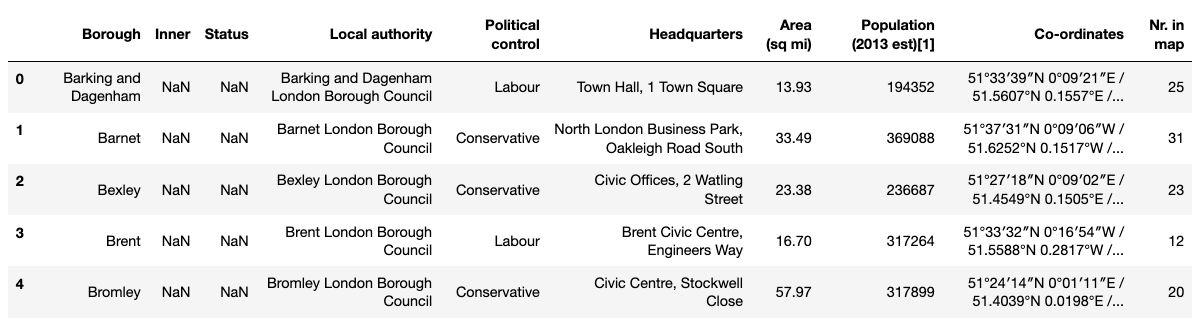 Borough Inner Status Local authority Political control Headquarters Area (sq mi) Population (2013 est)[1] Co-ordinates Nr. in map
0 Barking and Dagenham NaN NaN Barking and Dagenham London Borough Council Labour Town Hall, 1 Town Square 13.93 194352 51°33′39″N 0°09′21″E / 51.5607°N 0.1557°E /... 25
1 Barnet NaN NaN Barnet London Borough Council Conservative North London Business Park, Oakleigh Road South 33.49 369088 51°37′31″N 0°09′06″W / 51.6252°N 0.1517°W /... 31
2 Bexley NaN NaN Bexley London Borough Council Conservative Civic Offices, 2 Watling Street 23.38 236687 51°27′18″N 0°09′02″E / 51.4549°N 0.1505°E /... 23
3 Brent NaN NaN Brent London Borough Council Labour Brent Civic Centre, Engineers Way 16.70 317264 51°33′32″N 0°16′54″W / 51.5588°N 0.2817°W /... 12
4 Bromley NaN NaN Bromley London Borough Council Conservative Civic Centre, Stockwell Close 57.97 317899 51°24′14″N 0°01′11″E / 51.4039°N 0.0198°E /... 20